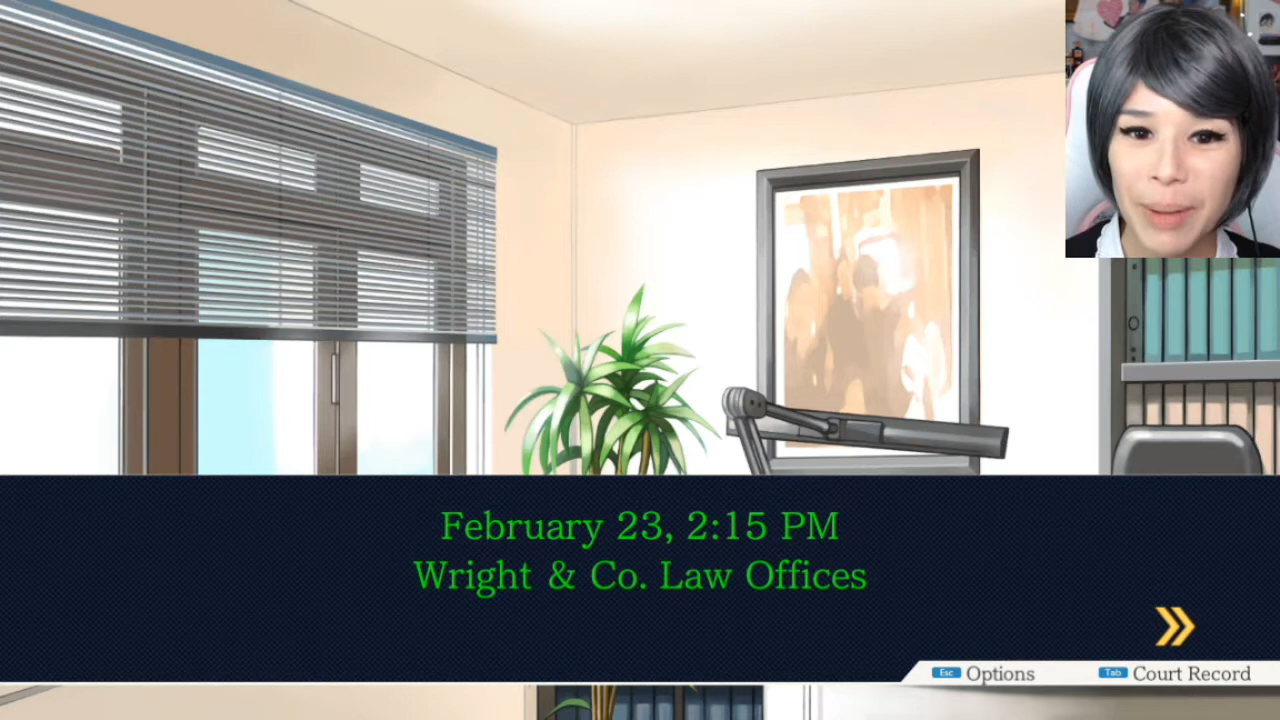 February 23, 2:15 PM
Wright & Co. Law Offices
Esc Options Tab Court Record